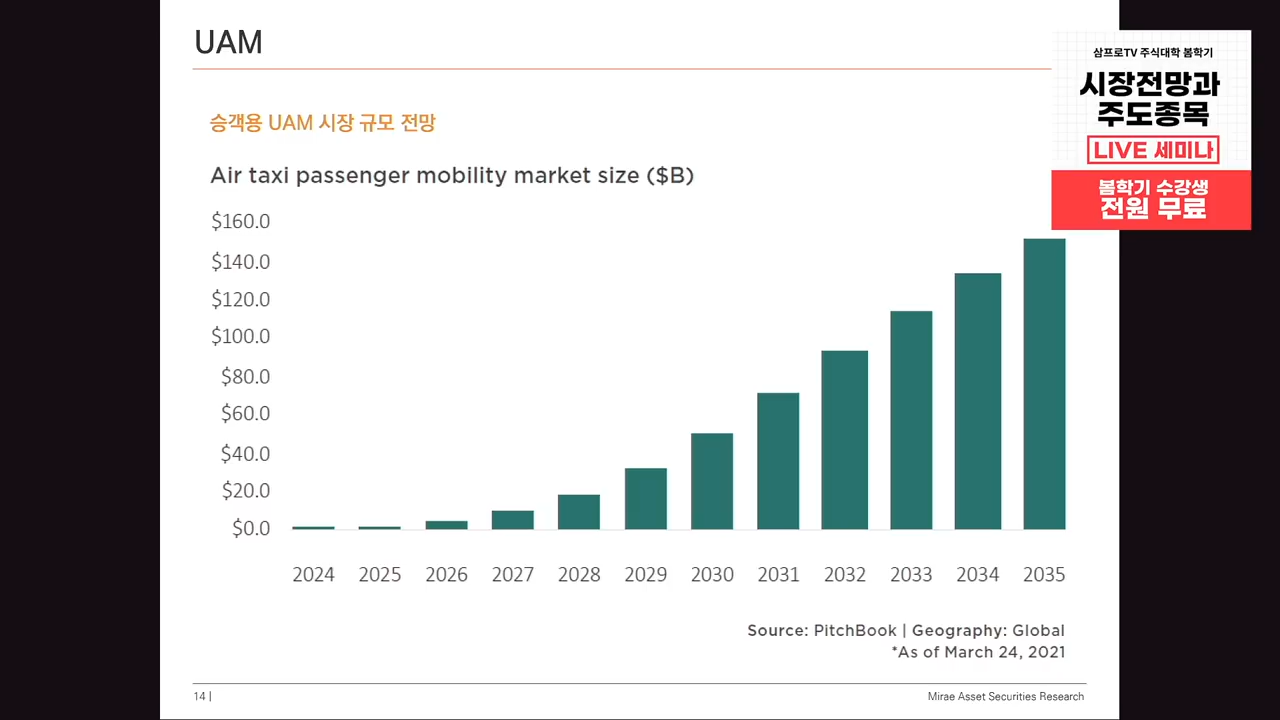 UAM
삼프로TV 주식대학 봄학기
시장전망과
주도종목
LIVE 세미나
봄학기 수강생
전원 무료
승객용 UAM 시장 규모 전망
Air taxi passenger mobility market size ($B)
$160.0
$140.0
$120.0
$100.0
$80.0
$60.0
$40.0
$20.0
$0.0
2024 2025 2026 2027 2028 2029 2030 2031 2032 2033 2034 2035
Source: PitchBook | Geography: Global
*As of March 24, 2021
14 | Mirae Asset Securities Research